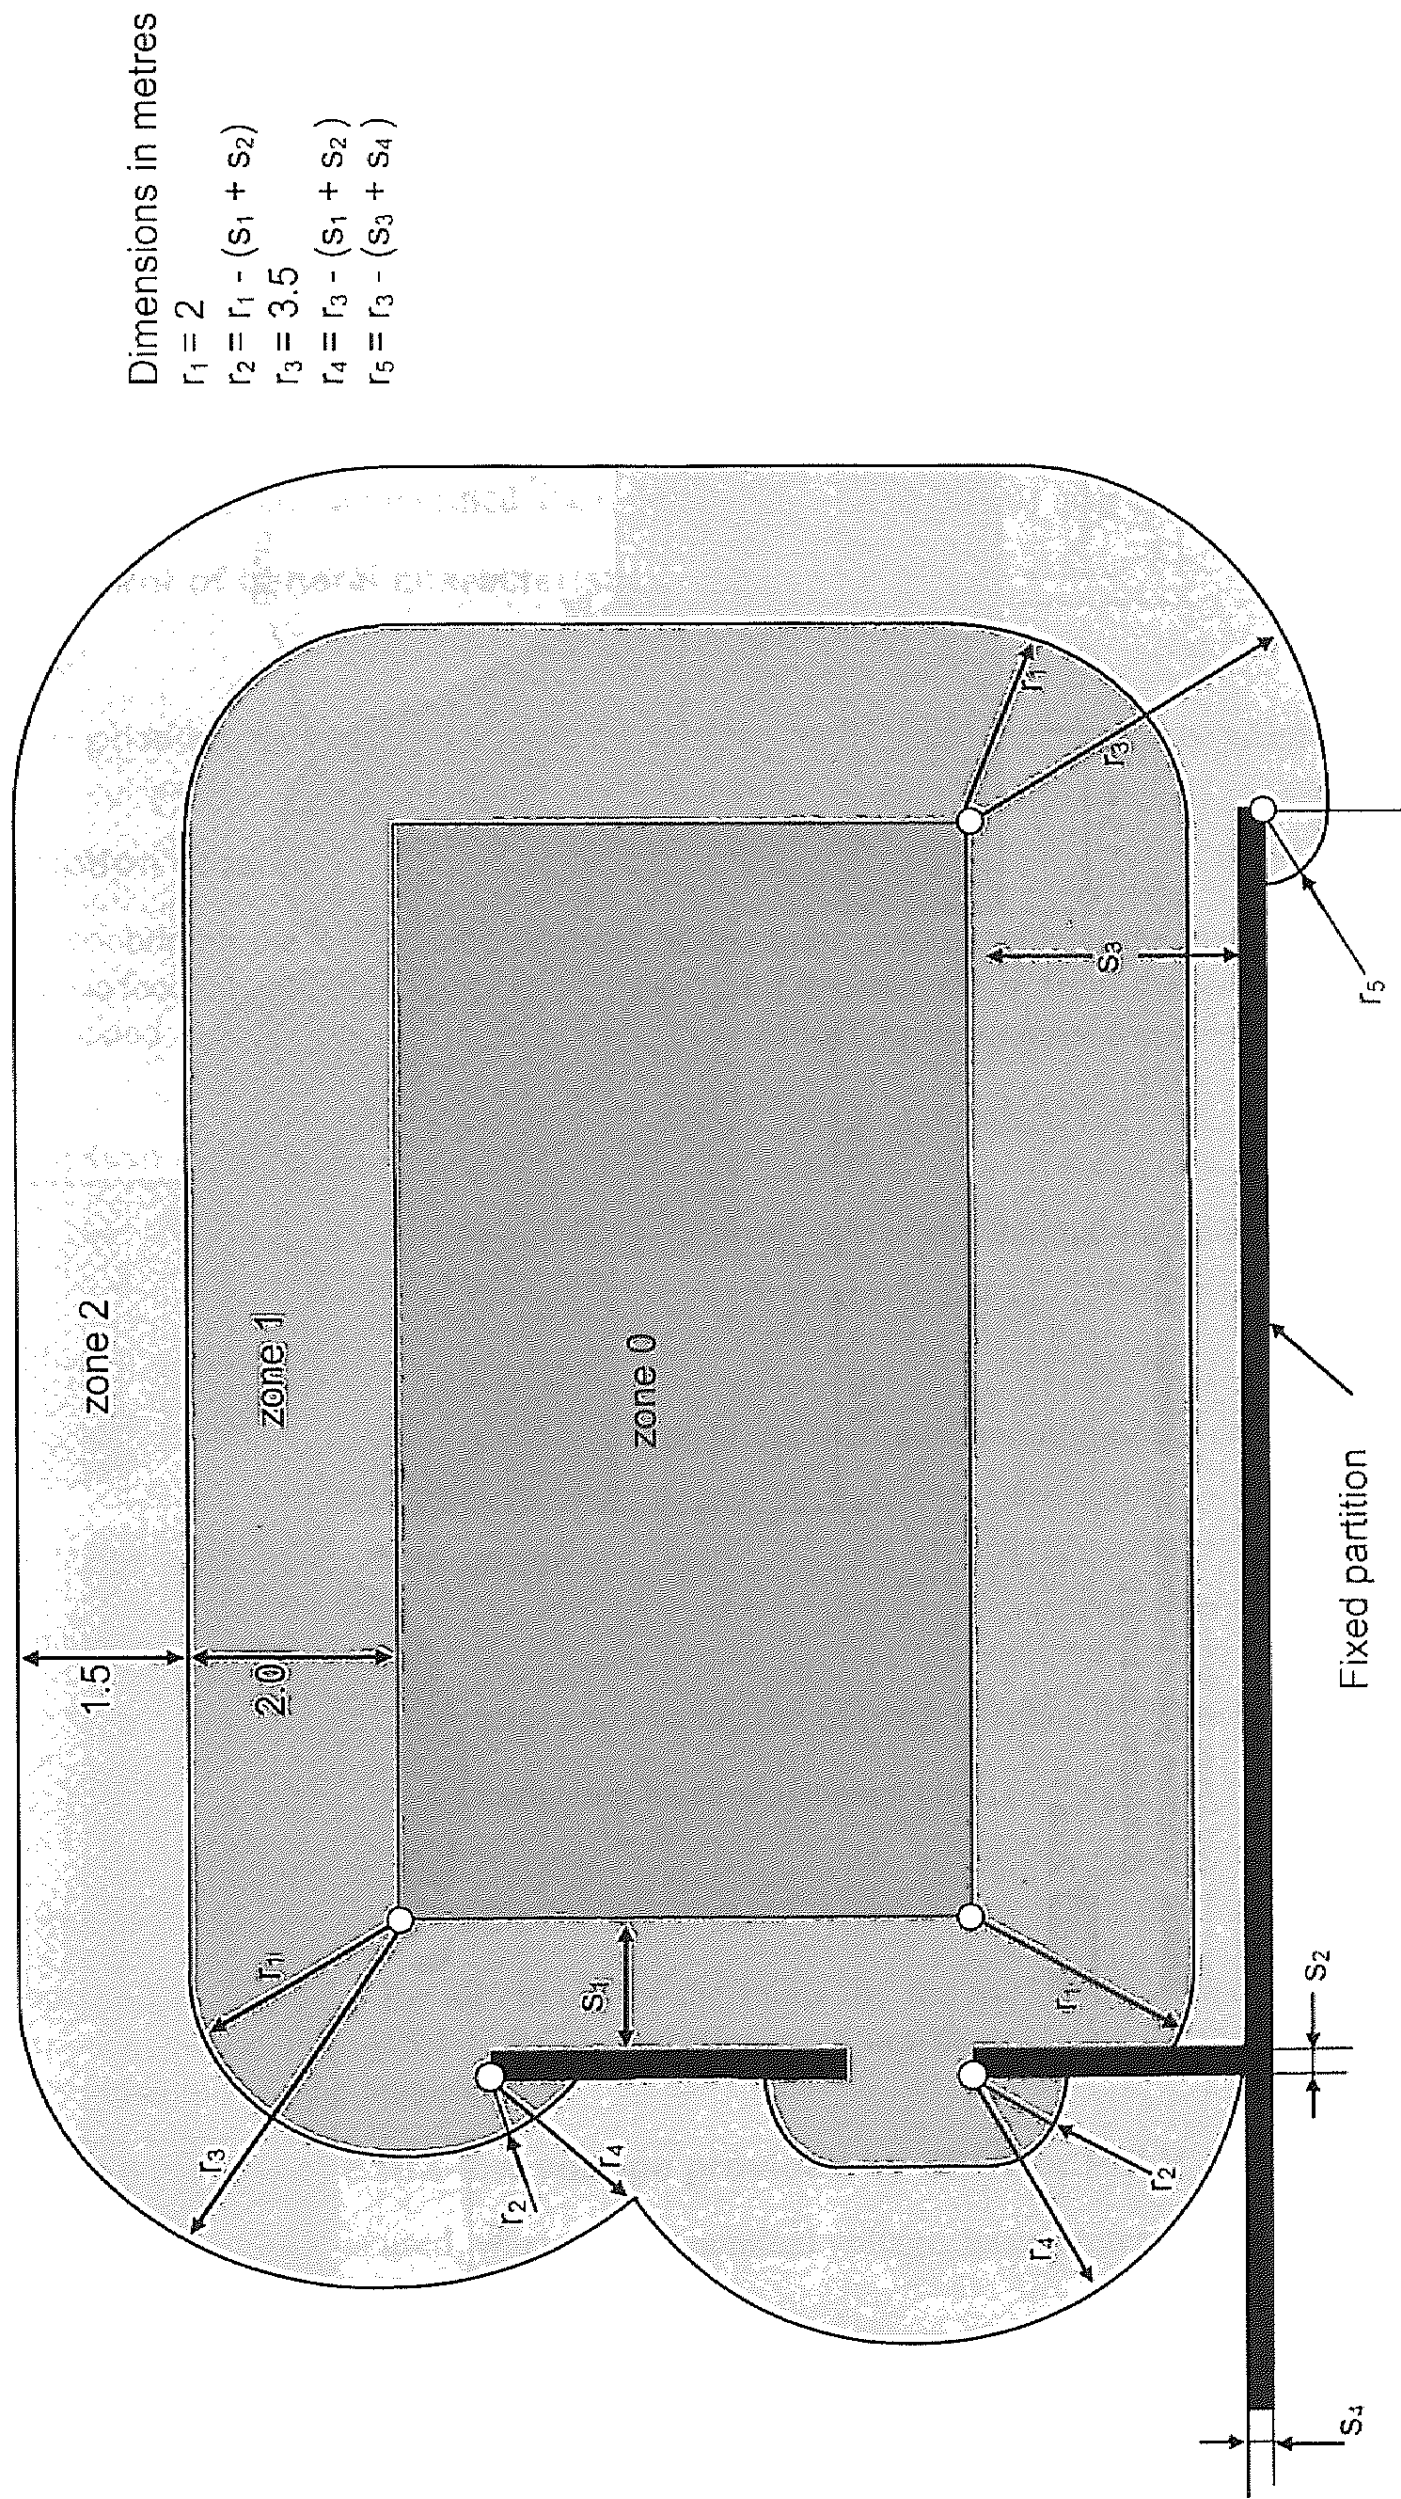 Dimensions in metres
r₁ = 2
r₂ = r₁ - (s₁ + s₂)
r₃ = 3.5
r₄ = r₃ - (s₁ + s₂)
r₅ = r₃ - (s₃ + s₄)
zone 2
zone 1
zone 0
1.5
2.0
r₁
r₃
s₁
r₂
r₄
r₁
r₂
r₄
s₂
s₄
r₁
r₃
s₃
r₅
Fixed partition